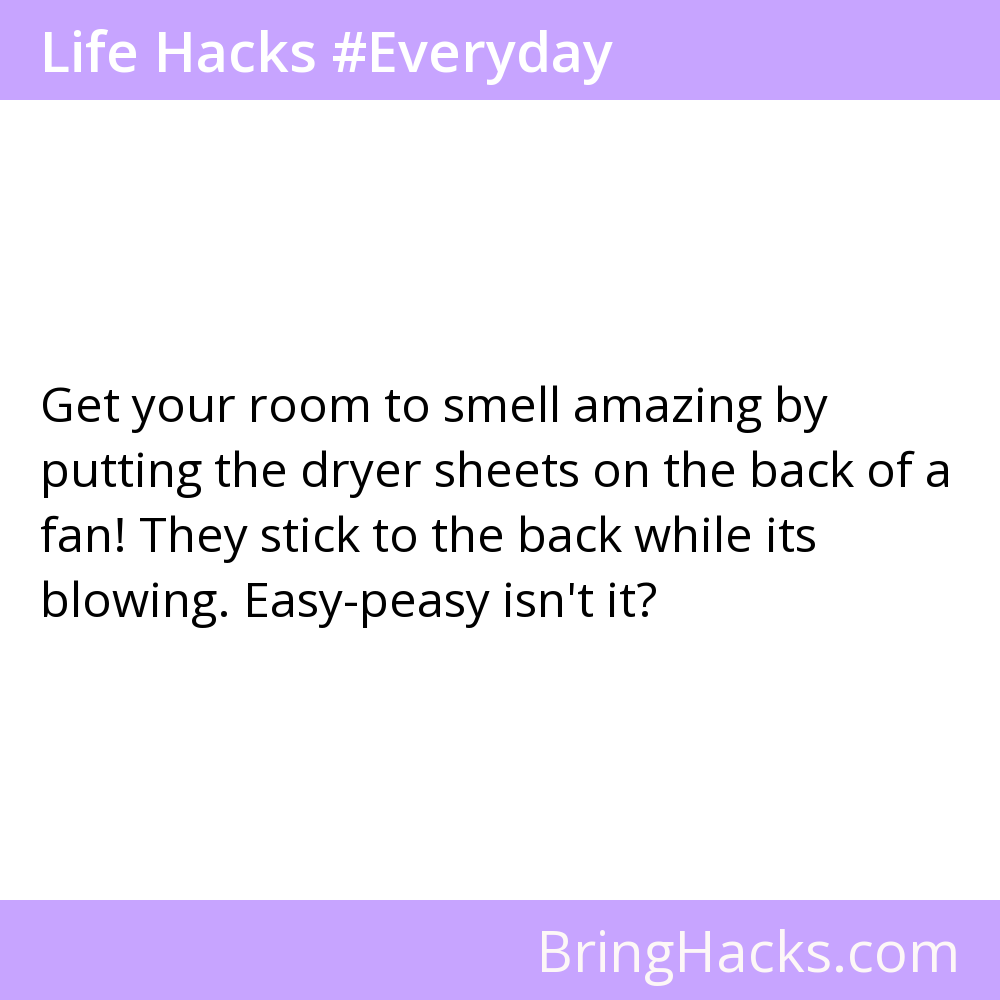 Life Hacks #Everyday
Get your room to smell amazing by
putting the dryer sheets on the back of a
fan! They stick to the back while its
blowing. Easy-peasy isn't it?
BringHacks.com